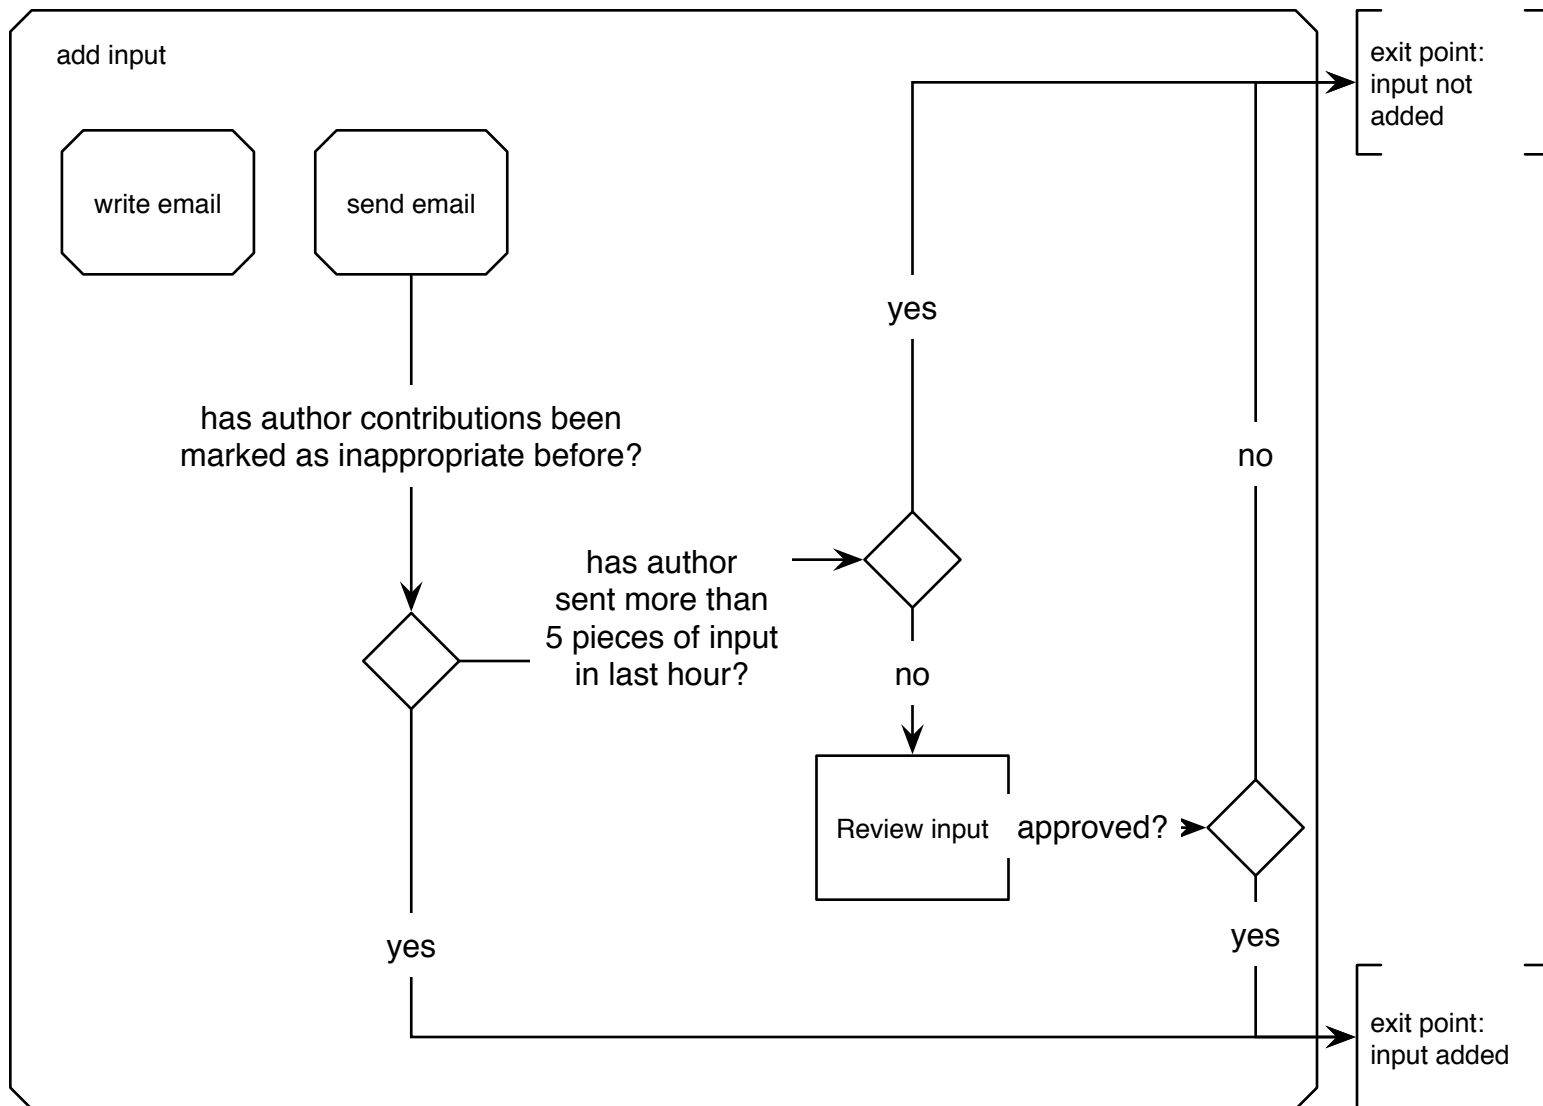 add input
exit point:
input not
added
write email
send email
yes
has author contributions been
marked as inappropriate before?
no
has author
sent more than
5 pieces of input
in last hour?
no
Review input
approved?
yes
yes
exit point:
input added